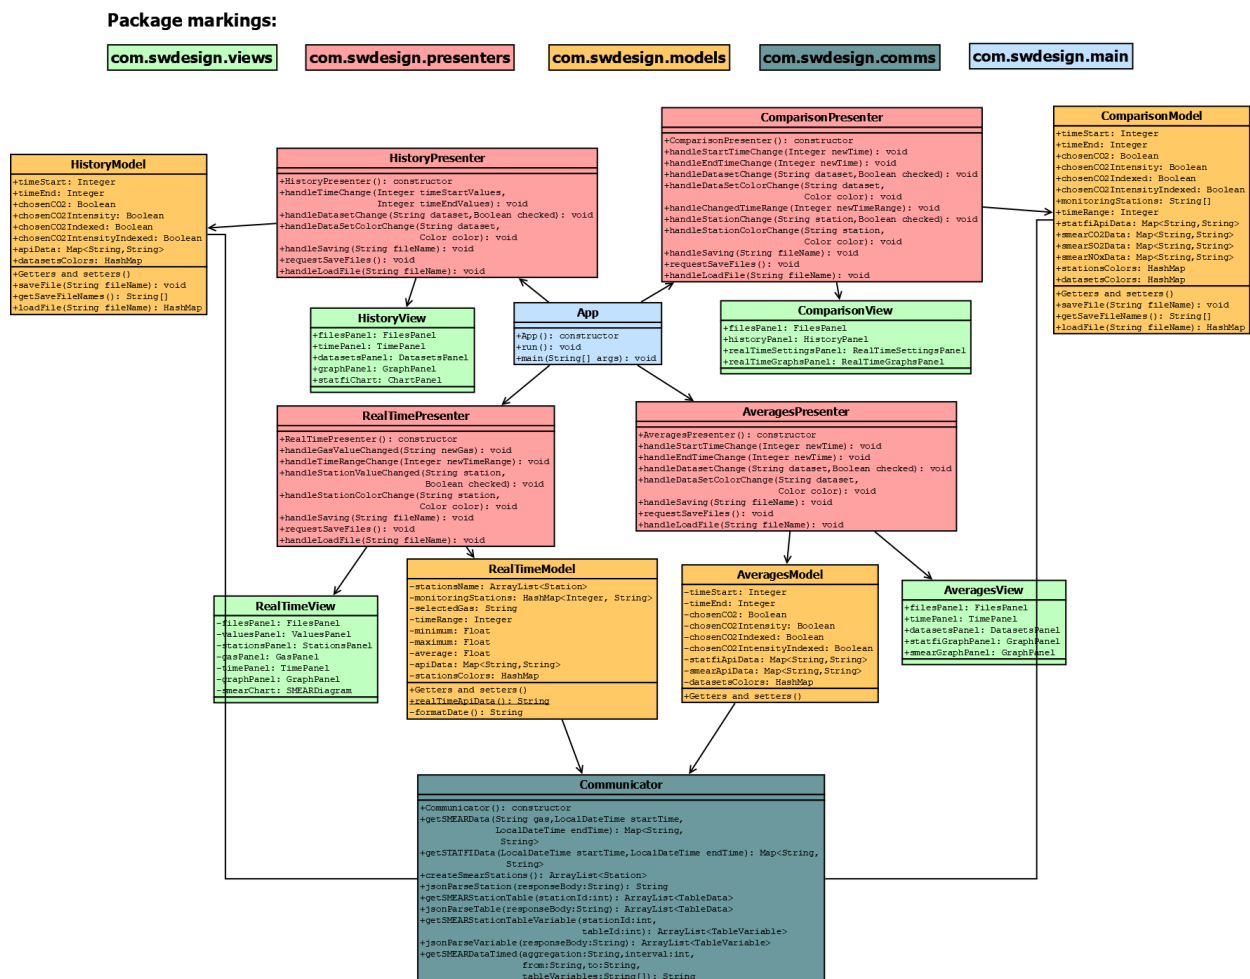 Package markings:
com.swdesign.views
com.swdesign.presenters
com.swdesign.models
com.swdesign.comms
com.swdesign.main
HistoryModel
+timeStart: Integer
+timeEnd: Integer
+chosenCO2: Boolean
+chosenCO2Intensity: Boolean
+chosenCO2Indexed: Boolean
+chosenCO2IntensityIndexed: Boolean
+apiData: Map<String,String>
+datasetsColors: HashMap
+Getters and setters()
+saveFile(String fileName): void
+getSaveFileNames(): String[]
+loadFile(String fileName): HashMap
HistoryPresenter
+HistoryPresenter(): constructor
+handleTimeChange(Integer timeStartValues,
Integer timeEndValues): void
+handleDatasetChange(String dataset,Boolean checked): void
+handleDatasetColorChange(String dataset,
Color color): void
+handleSaving(String fileName): void
+requestSaveFiles(): void
+handleLoadFile(String fileName): void
ComparisonPresenter
+ComparisonPresenter(): constructor
+handleStartTimeChange(Integer newTime): void
+handleEndTimeChange(Integer newTime): void
+handleDatasetChange(String dataset,Boolean checked): void
+handleDataSetColorChange(String dataset,
Color color): void
+handleChangedTimeRange(Integer newTimeRange): void
+handleStationChange(String station,Boolean checked): void
+handleStationColorChange(String station,
Color color): void
+handleSaving(String fileName): void
+requestSaveFiles(): void
+handleLoadFile(String fileName): void
ComparisonModel
+timeStart: Integer
+timeEnd: Integer
+chosenCO2: Boolean
+chosenCO2Intensity: Boolean
+chosenCO2Indexed: Boolean
+chosenCO2IntensityIndexed: Boolean
+monitoringStations: String[]
+timeRange: Integer
+statfiApiData: Map<String,String>
+smearCO2Data: Map<String,String>
+smearSO2Data: Map<String,String>
+smearNOxData: Map<String,String>
+stationsColors: HashMap
+datasetsColors: HashMap
+Getters and setters()
+saveFile(String fileName): void
+getSaveFileNames(): String[]
+loadFile(String fileName): HashMap
HistoryView
+filesPanel: FilesPanel
+timePanel: TimePanel
+datasetsPanel: DatasetsPanel
+graphPanel: GraphPanel
+statfiChart: ChartPanel
App
+App(): constructor
+run(): void
+main(String[] args): void
ComparisonView
+filesPanel: FilesPanel
+historyPanel: HistoryPanel
+realTimeSettingsPanel: RealTimeSettingsPanel
+realTimeGraphsPanel: RealTimeGraphsPanel
RealTimePresenter
+RealTimePresenter(): constructor
+handleGasValueChanged(String newGas): void
+handleTimeRangeChange(Integer newTimeRange): void
+handleStationValueChanged(String station,
Boolean checked): void
+handleStationColorChange(String station,
Color color): void
+handleSaving(String fileName): void
+requestSaveFiles(): void
+handleLoadFile(String fileName): void
AveragesPresenter
+AveragesPresenter(): constructor
+handleStartTimeChange(Integer newTime): void
+handleEndTimeChange(Integer newTime): void
+handleDatasetChange(String dataset,Boolean checked): void
+handleDataSetColorChange(String dataset,
Color color): void
+handleSaving(String fileName): void
+requestSaveFiles(): void
+handleLoadFile(String fileName): void
RealTimeView
-filesPanel: FilesPanel
-valuesPanel: ValuesPanel
-stationsPanel: StationsPanel
-gasPanel: GasPanel
-timePanel: TimePanel
-graphPanel: GraphPanel
-smearChart: SMEARDiagram
RealTimeModel
-stationsName: ArrayList<Station>
-monitoringStations: HashMap<Integer, String>
-selectedGas: String
-timeRange: Integer
-minimum: Float
-maximum: Float
-average: Float
-apiData: Map<String,String>
-stationsColors: HashMap
+Getters and setters()
+realTimeApiData(): String
-formatDate(): String
AveragesModel
-timeStart: Integer
-timeEnd: Integer
-chosenCO2: Boolean
-chosenCO2Intensity: Boolean
-chosenCO2Indexed: Boolean
-chosenCO2IntensityIndexed: Boolean
-statfiApiData: Map<String,String>
-smearApiData: Map<String,String>
-datasetsColors: HashMap
+Getters and setters()
AveragesView
+filesPanel: FilesPanel
+timePanel: TimePanel
+datasetsPanel: DatasetsPanel
+statfiGraphPanel: GraphPanel
+smearGraphPanel: GraphPanel
Communicator
+Communicator(): constructor
+getSMEARData(String gas,LocalDateTime startTime,
LocalDateTime endTime): Map<String,
String>
+getSTATFIData(LocalDateTime startTime,LocalDateTime endTime): Map<String,
String>
+createSmearStations(): ArrayList<Station>
+jsonParseStation(responseBody:String): String
+getSMEARStationTable(stationId:int): ArrayList<TableData>
+jsonParseTable(responseBody:String): ArrayList<TableData>
+getSMEARStationTableVariable(stationId:int,
tableId:int): ArrayList<TableVariable>
+jsonParseVariable(responseBody:String): ArrayList<TableVariable>
+getSMEARDataTimed(aggregation:String,interval:int,
from:String,to:String,
tableVariables:String[]): String